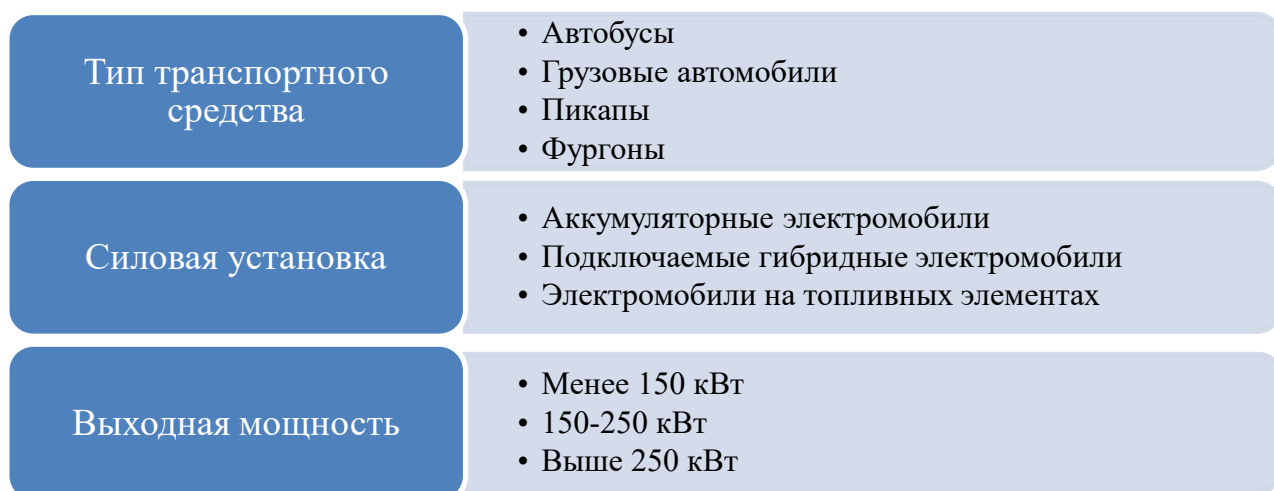 Тип транспортного
средства
• Автобусы
• Грузовые автомобили
• Пикапы
• Фургоны
Силовая установка
• Аккумуляторные электромобили
• Подключаемые гибридные электромобили
• Электромобили на топливных элементах
Выходная мощность
• Менее 150 кВт
• 150-250 кВт
• Выше 250 кВт